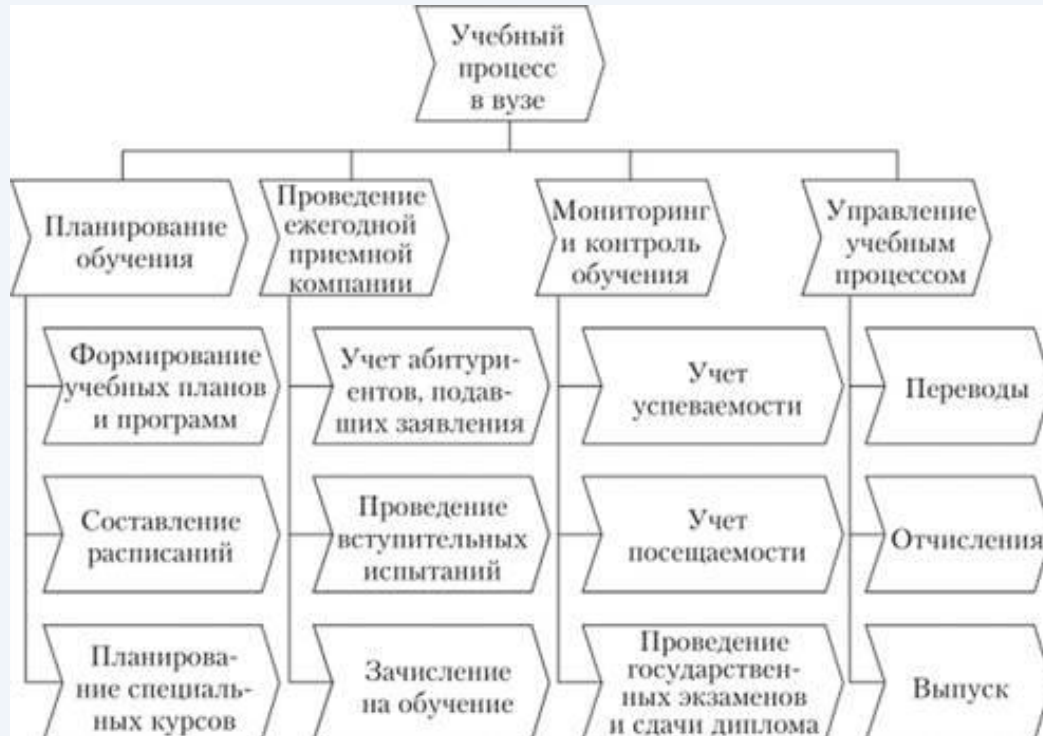 Учебный
процесс
в вузе
Планирование
обучения
Проведение
ежегодной
приемной
компании
Мониторинг
и контроль
обучения
Управление
учебным
процессом
Формирование
учебных планов
и программ
Учет абитури-
ентов, подав-
ших заявления
Учет
успеваемости
Переводы
Составление
расписаний
Проведение
вступительных
испытаний
Учет
посещаемости
Отчисления
Планирова-
ние специаль-
ных курсов
Зачисление
на обучение
Проведение
государствен-
ных экзаменов
и сдачи диплома
Выпуск